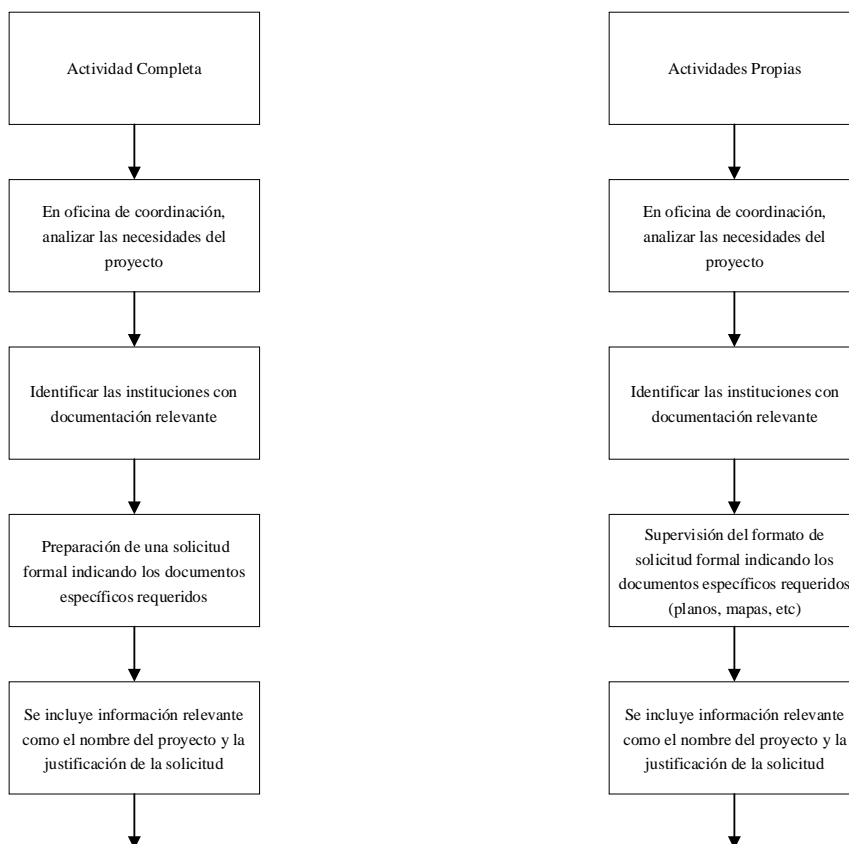 Actividad Completa
En oficina de coordinación,
analizar las necesidades del
proyecto
Identificar las instituciones con
documentación relevante
Preparación de una solicitud
formal indicando los documentos
específicos requeridos
Se incluye información relevante
como el nombre del proyecto y la
justificación de la solicitud
Actividades Propias
En oficina de coordinación,
analizar las necesidades del
proyecto
Identificar las instituciones con
documentación relevante
Supervisión del formato de
solicitud formal indicando los
documentos específicos requeridos
(planos, mapas, etc)
Se incluye información relevante
como el nombre del proyecto y la
justificación de la solicitud